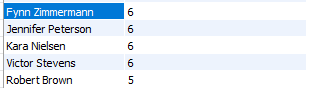 Fynn Zimmermann 6
Jennifer Peterson 6
Kara Nielsen 6
Victor Stevens 6
Robert Brown 5